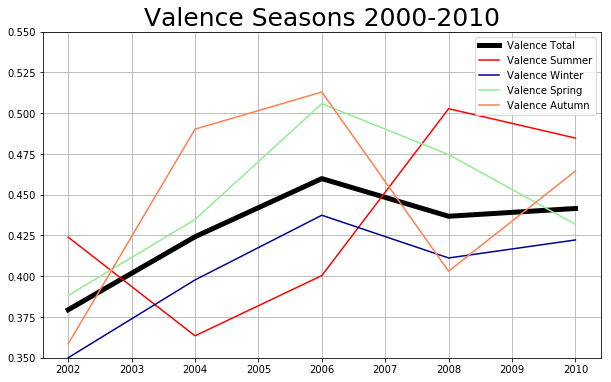 Valence Seasons 2000-2010
0.550
0.525
0.500
0.475
0.450
0.425
0.400
0.375
0.350
Valence Total
Valence Summer
Valence Winter
Valence Spring
Valence Autumn
2002 2003 2004 2005 2006 2007 2008 2009 2010